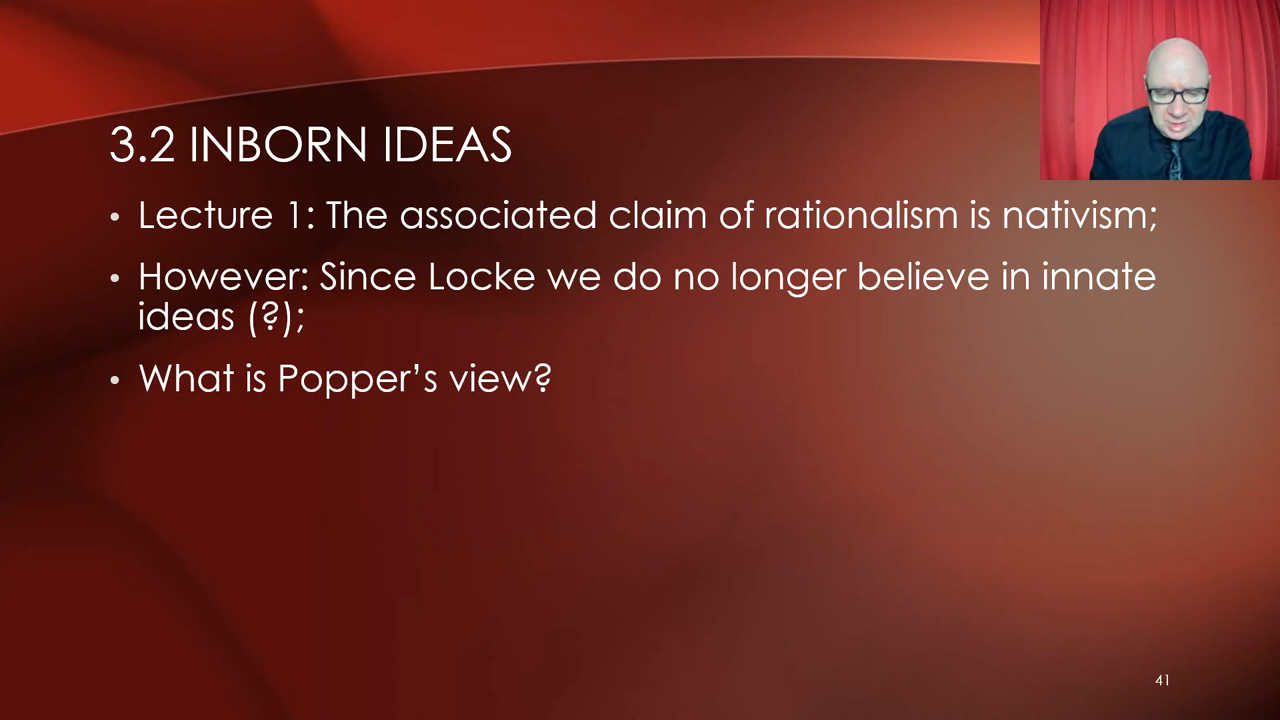 3.2 INBORN IDEAS
• Lecture 1: The associated claim of rationalism is nativism;
• However: Since Locke we do no longer believe in innate
ideas (?);
• What is Popper's view?
41